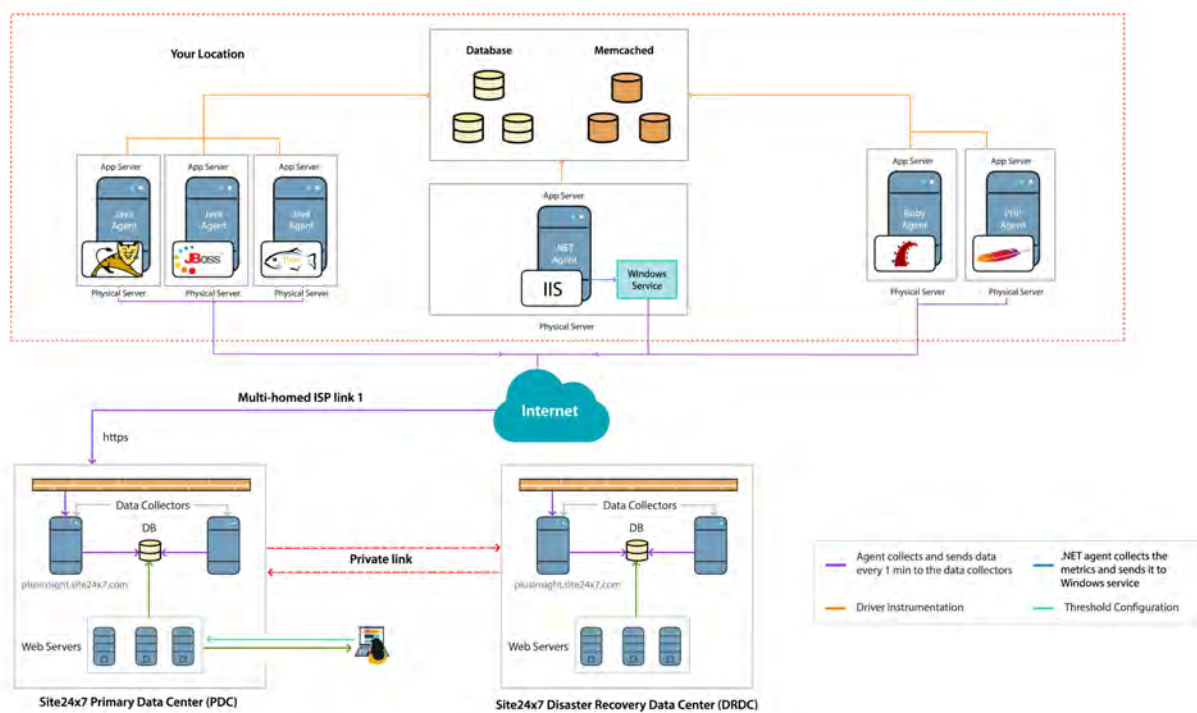 Your Location
Database
Memcached
App Server
App Server
App Server
Java
Agent
Java
Agent
Java
Agent
JBoss
Physical Server
Physical Server
Physical Server
App Server
.NET
Agent
IIS
Windows
Service
Physical Server
App Server
App Server
Ruby
Agent
PHP
Agent
Physical Server
Physical Server
Multi-homed ISP link 1
Internet
https
Data Collectors
DB
plusinsight.site24x7.com
Web Servers
Site24x7 Primary Data Center (PDC)
Private link
Data Collectors
DB
plusinsight.site24x7.com
Web Servers
Site24x7 Disaster Recovery Data Center (DRDC)
Agent collects and sends data
every 1 min to the data collectors
.NET agent collects the
metrics and sends it to
Windows service
Driver Instrumentation
Threshold Configuration